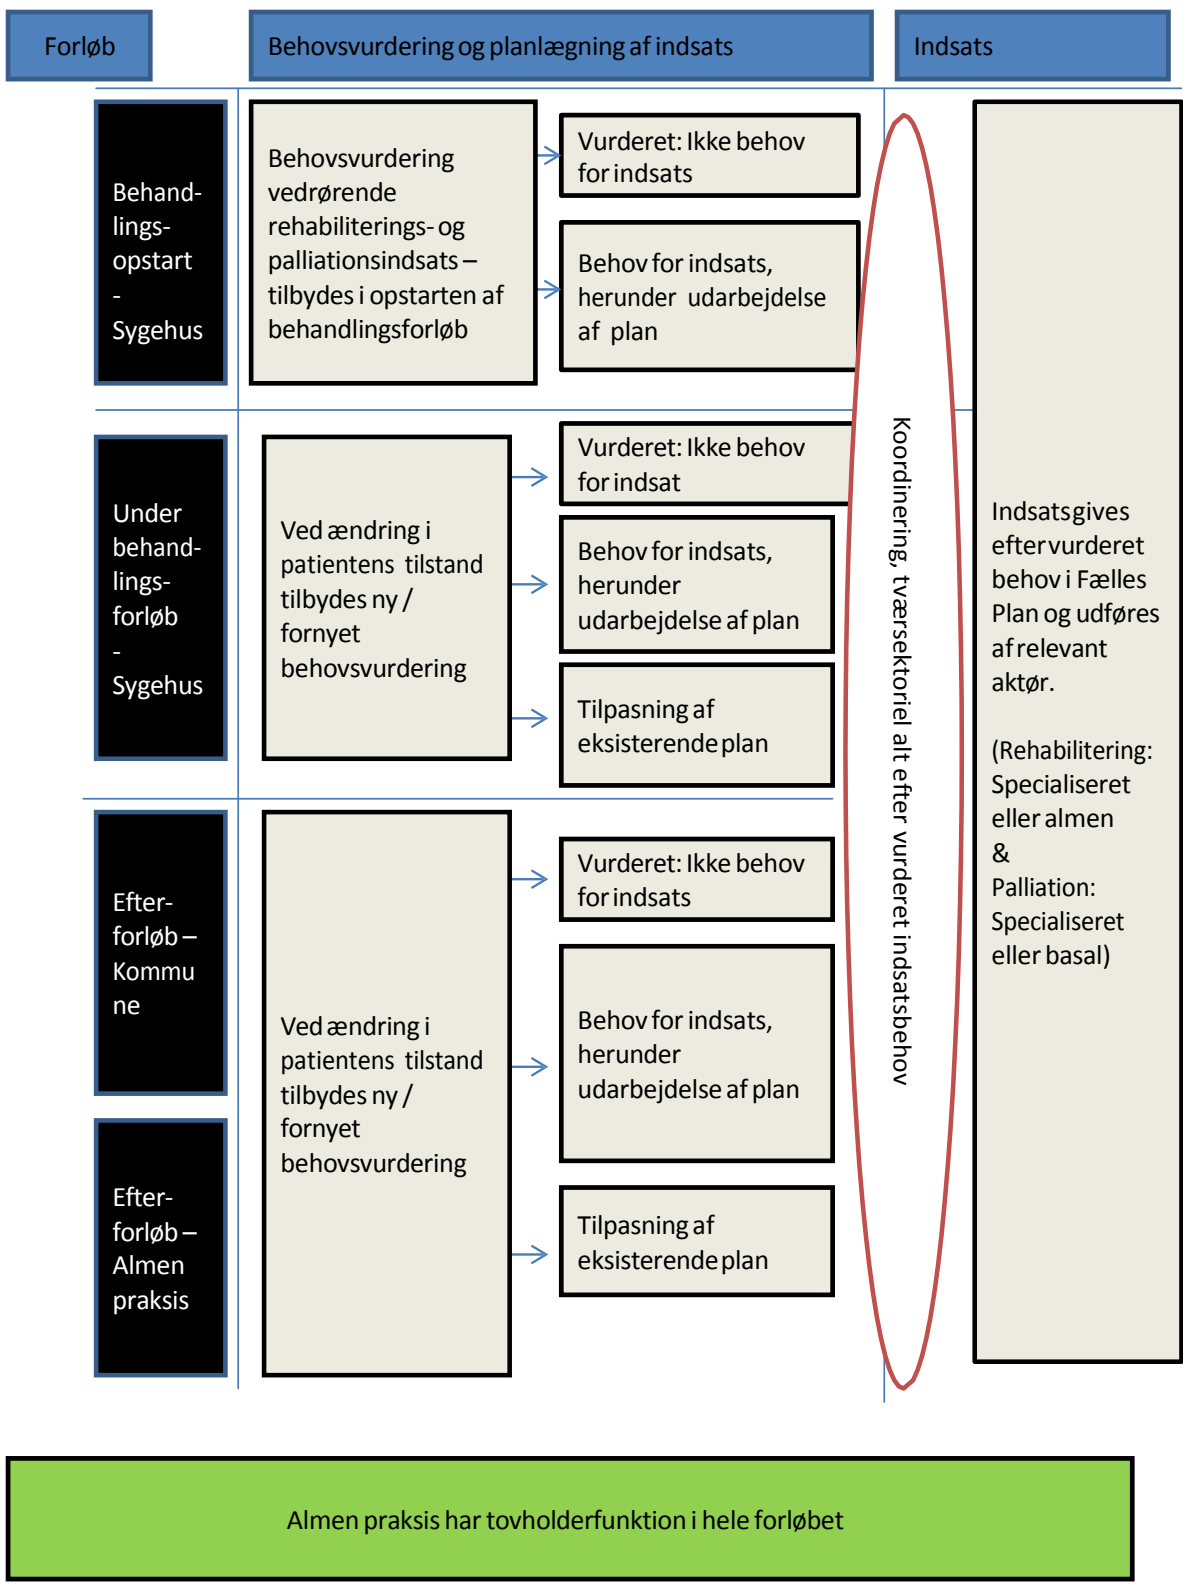 Forløb
Behovsvurdering og planlægning af indsats
Indsats
Behand-
lings-
opstart
-
Sygehus
Behovsvurdering
vedrørende
rehabiliterings- og
palliationsindsats –
tilbydes i opstarten af
behandlingsforløb
Vurderet: Ikke behov
for indsats
Behov for indsats,
herunder udarbejdelse
af plan
Under
behand-
lings-
forløb
-
Sygehus
Ved ændring i
patientens tilstand
tilbydes ny /
fornyet
behovsvurdering
Vurderet: Ikke behov
for indsat
Behov for indsats,
herunder
udarbejdelse af plan
Tilpasning af
eksisterende plan
Efter-
forløb –
Kommu
ne
Efter-
forløb –
Almen
praksis
Ved ændring i
patientens tilstand
tilbydes ny /
fornyet
behovsvurdering
Vurderet: Ikke behov
for indsats
Behov for indsats,
herunder
udarbejdelse af plan
Tilpasning af
eksisterende plan
Koordinering, tværsektoriel alt efter vurderet indsatsbehov
Indsats gives
efter vurderet
behov i Fælles
Plan og udføres
af relevant
aktør.
(Rehabilitering:
Specialiseret
eller almen
&
Palliation:
Specialiseret
eller basal)
Almen praksis har tovholderfunktion i hele forløbet